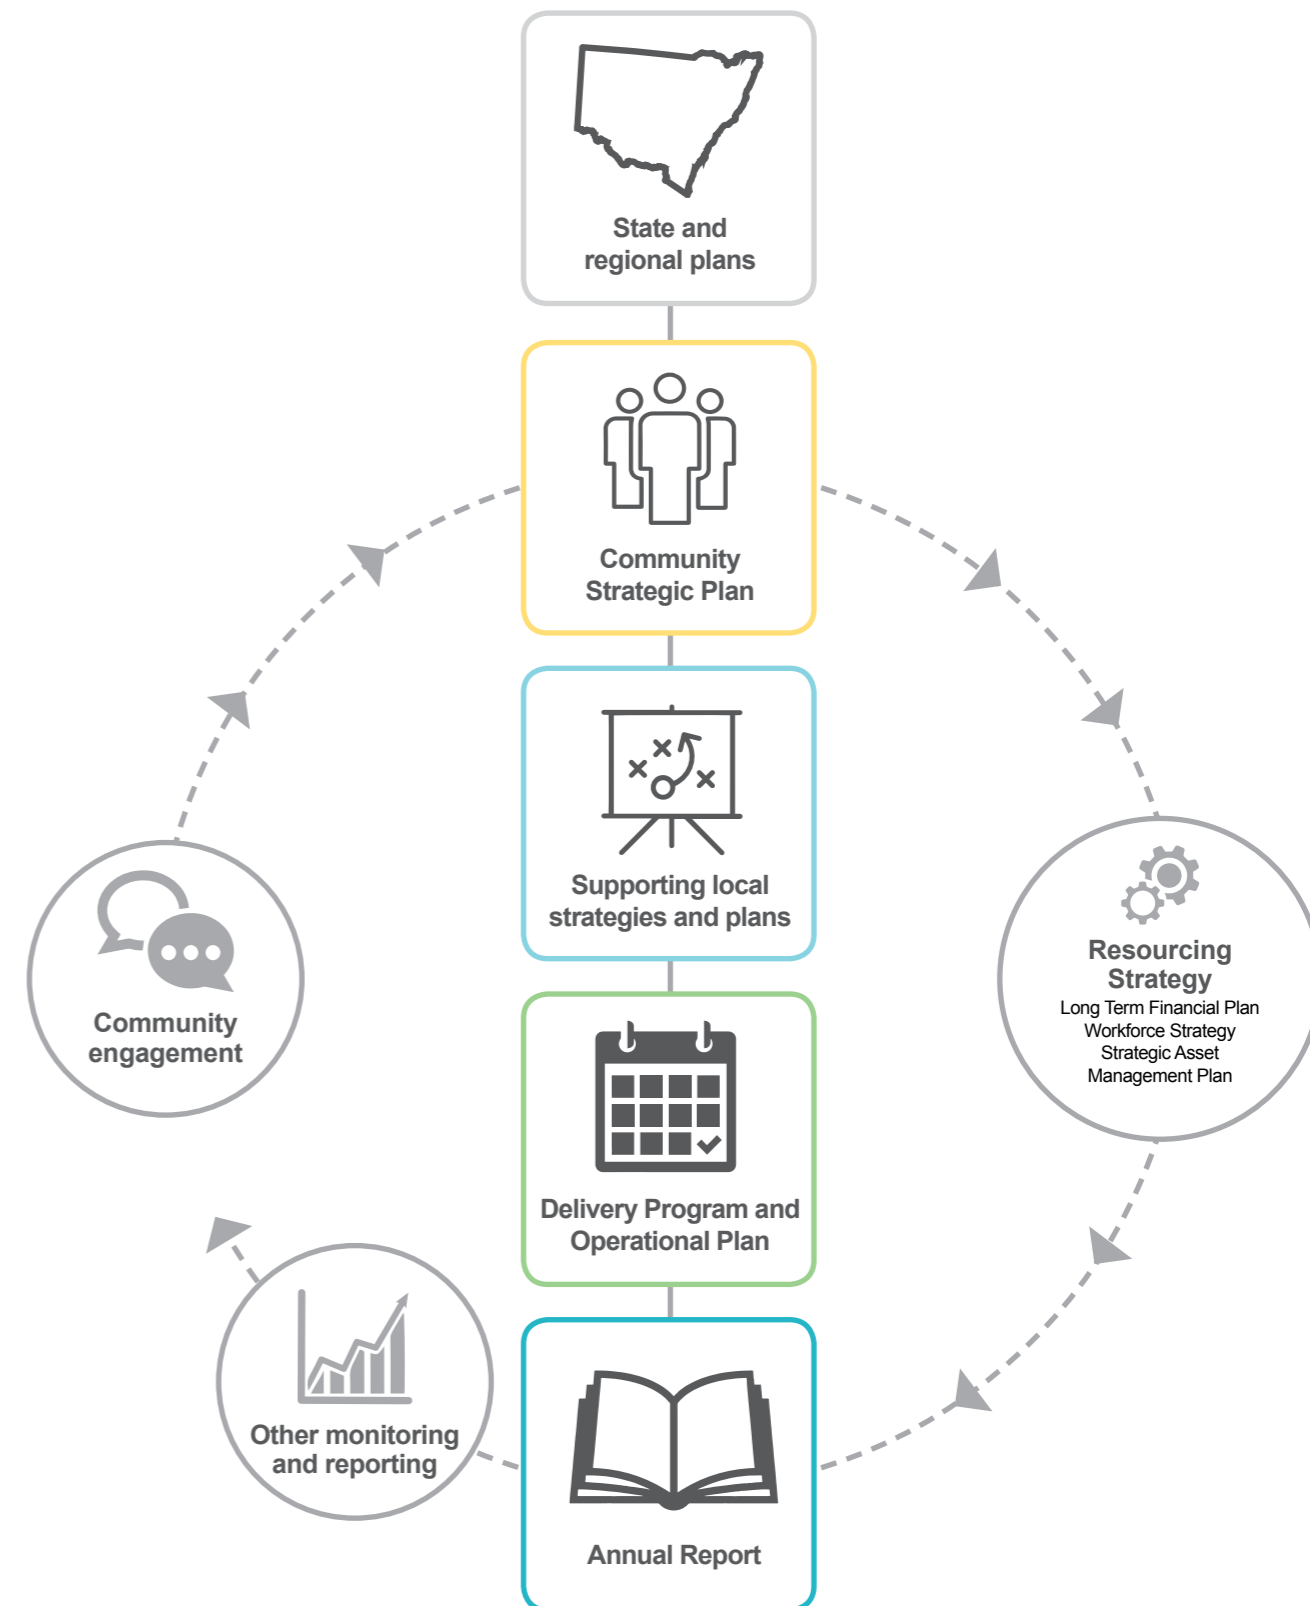 State and
regional plans
Community
Strategic Plan
Supporting local
strategies and plans
Community
engagement
Resourcing
Strategy
Long Term Financial Plan
Workforce Strategy
Strategic Asset
Management Plan
Delivery Program and
Operational Plan
Other monitoring
and reporting
Annual Report